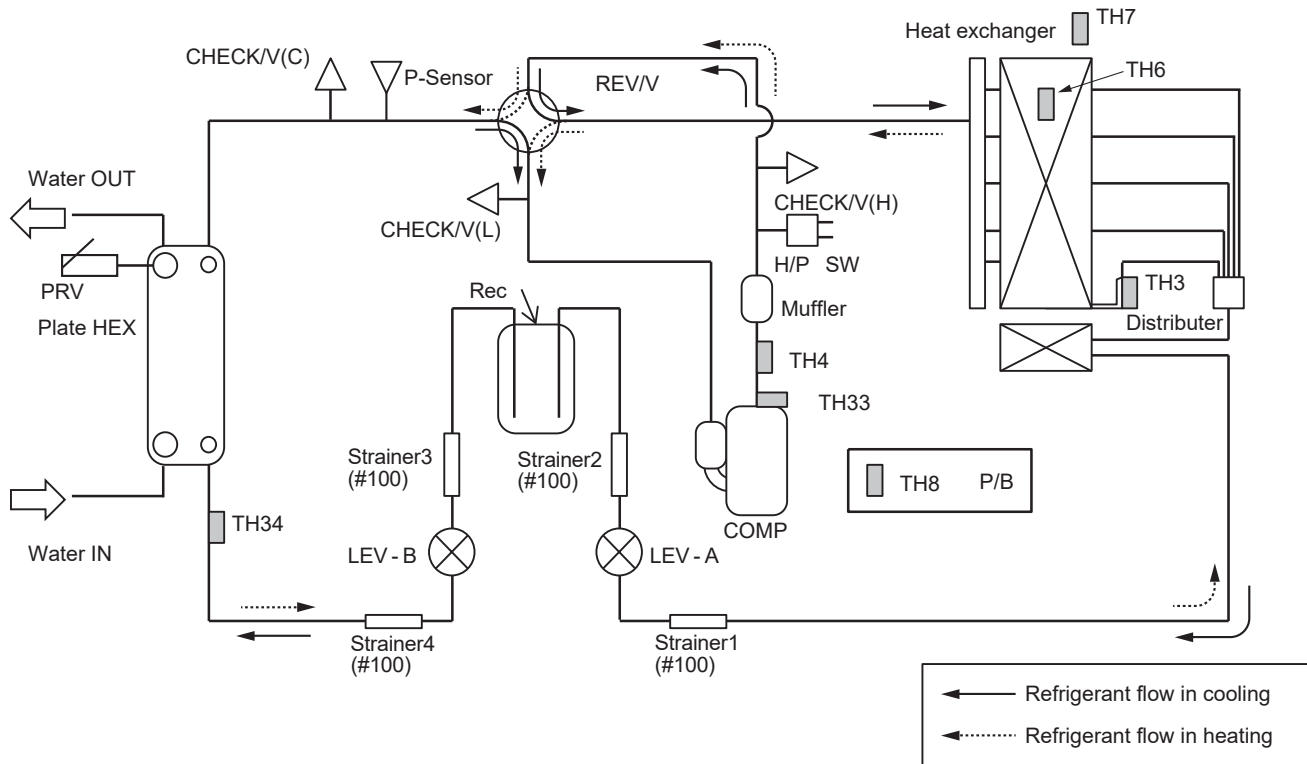 TH7
Heat exchanger
CHECK/V(C)
P-Sensor
REV/V
TH6
Water OUT
CHECK/V(H)
CHECK/V(L)
H/P SW
PRV
Rec
TH3
Plate HEX
Muffler
Distributer
TH4
TH33
Strainer3
(#100)
Strainer2
(#100)
TH8 P/B
TH34
COMP
Water IN
LEV - B
LEV - A
Strainer4
(#100)
Strainer1
(#100)
Refrigerant flow in cooling
Refrigerant flow in heating